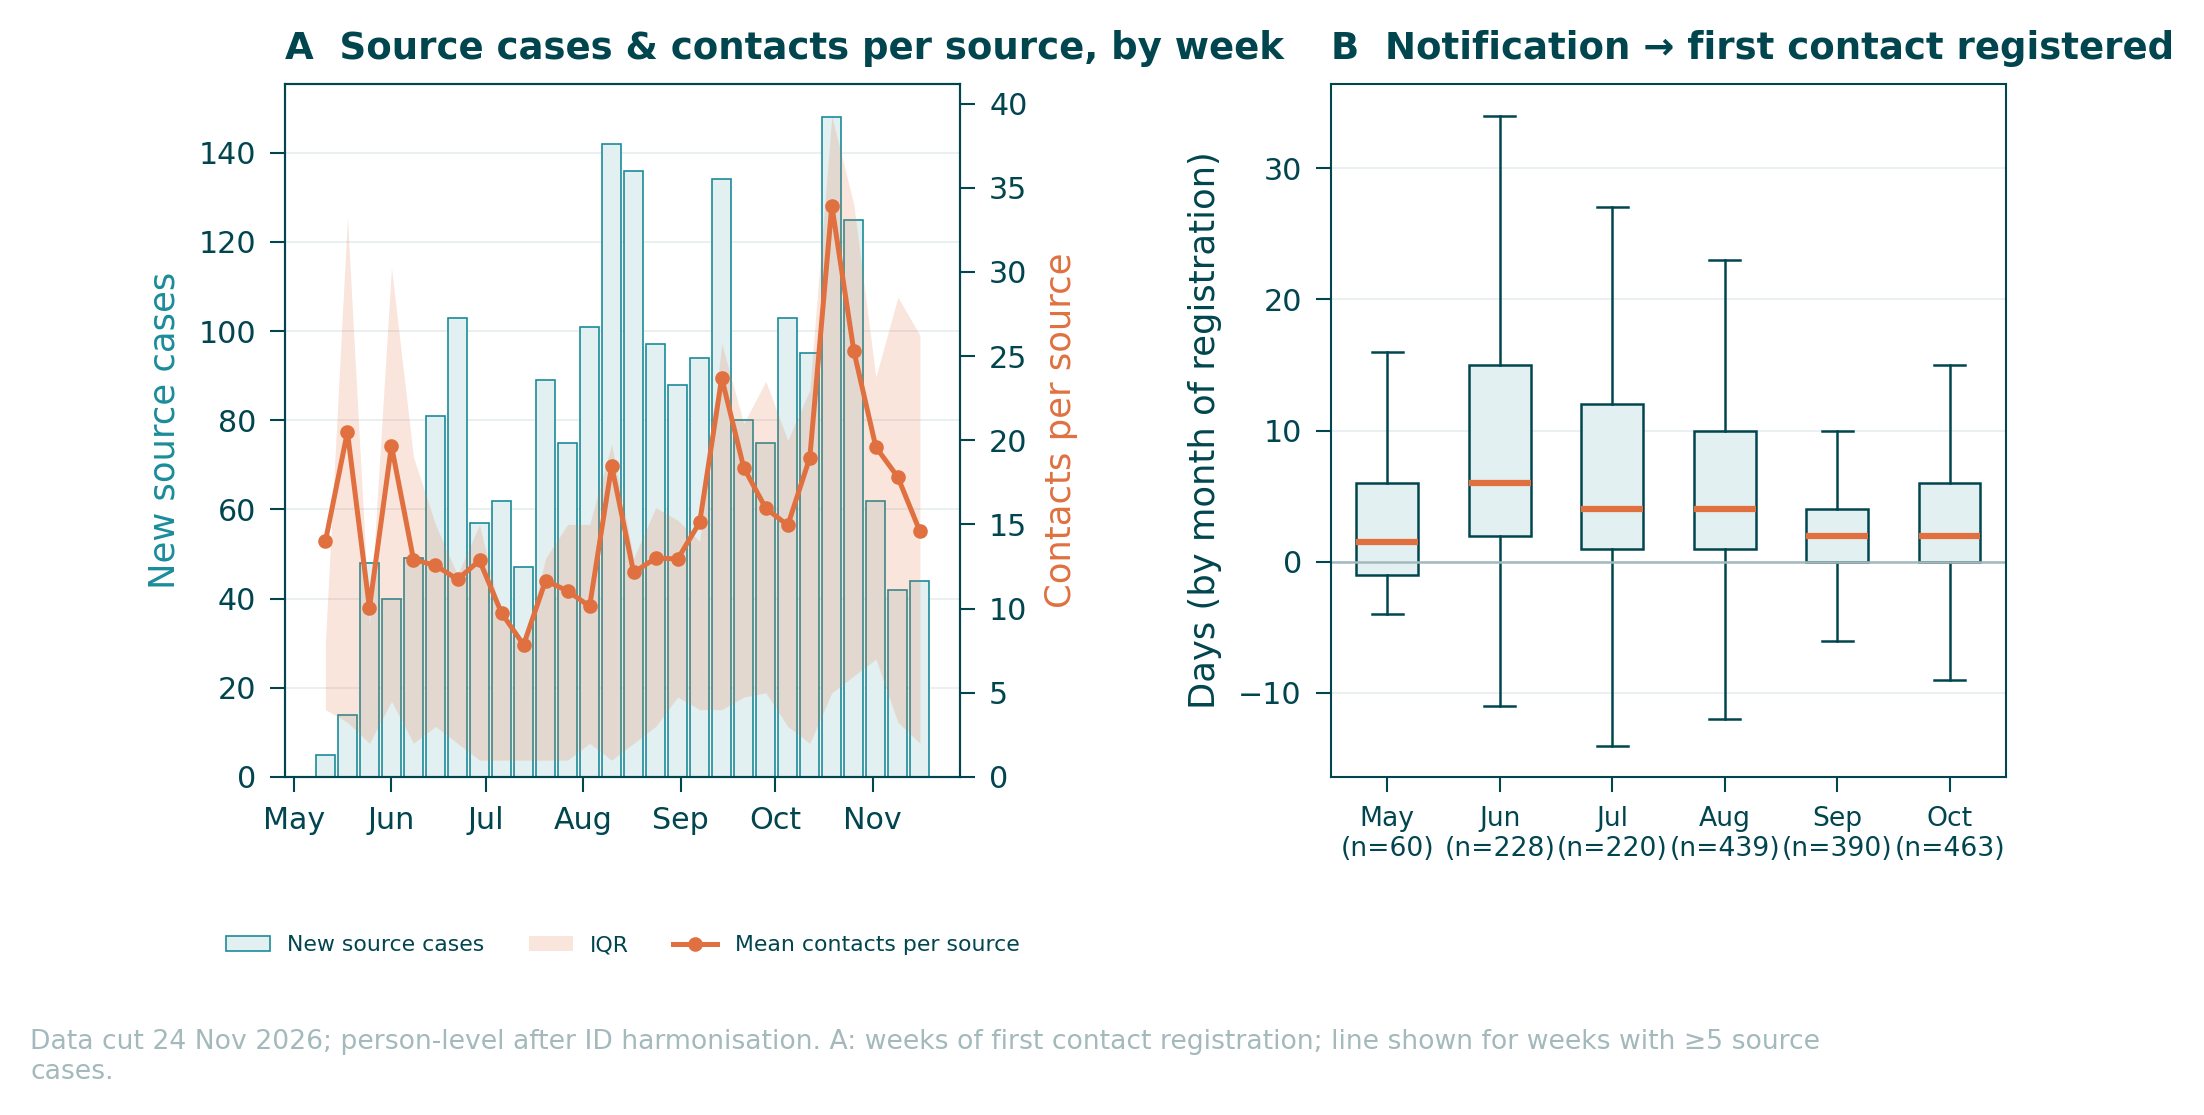 A  Source cases & contacts per source, by week
New source cases
140
120
100
80
60
40
20
0
40
35
30
25
20
15
10
5
0
Contacts per source
May Jun Jul Aug Sep Oct Nov
New source cases
IQR
Mean contacts per source
B  Notification → first contact registered
Days (by month of registration)
30
20
10
0
−10
May Jun Jul Aug Sep Oct
(n=60) (n=228) (n=220) (n=439) (n=390) (n=463)
Data cut 24 Nov 2026; person-level after ID harmonisation. A: weeks of first contact registration; line shown for weeks with ≥5 source
cases.